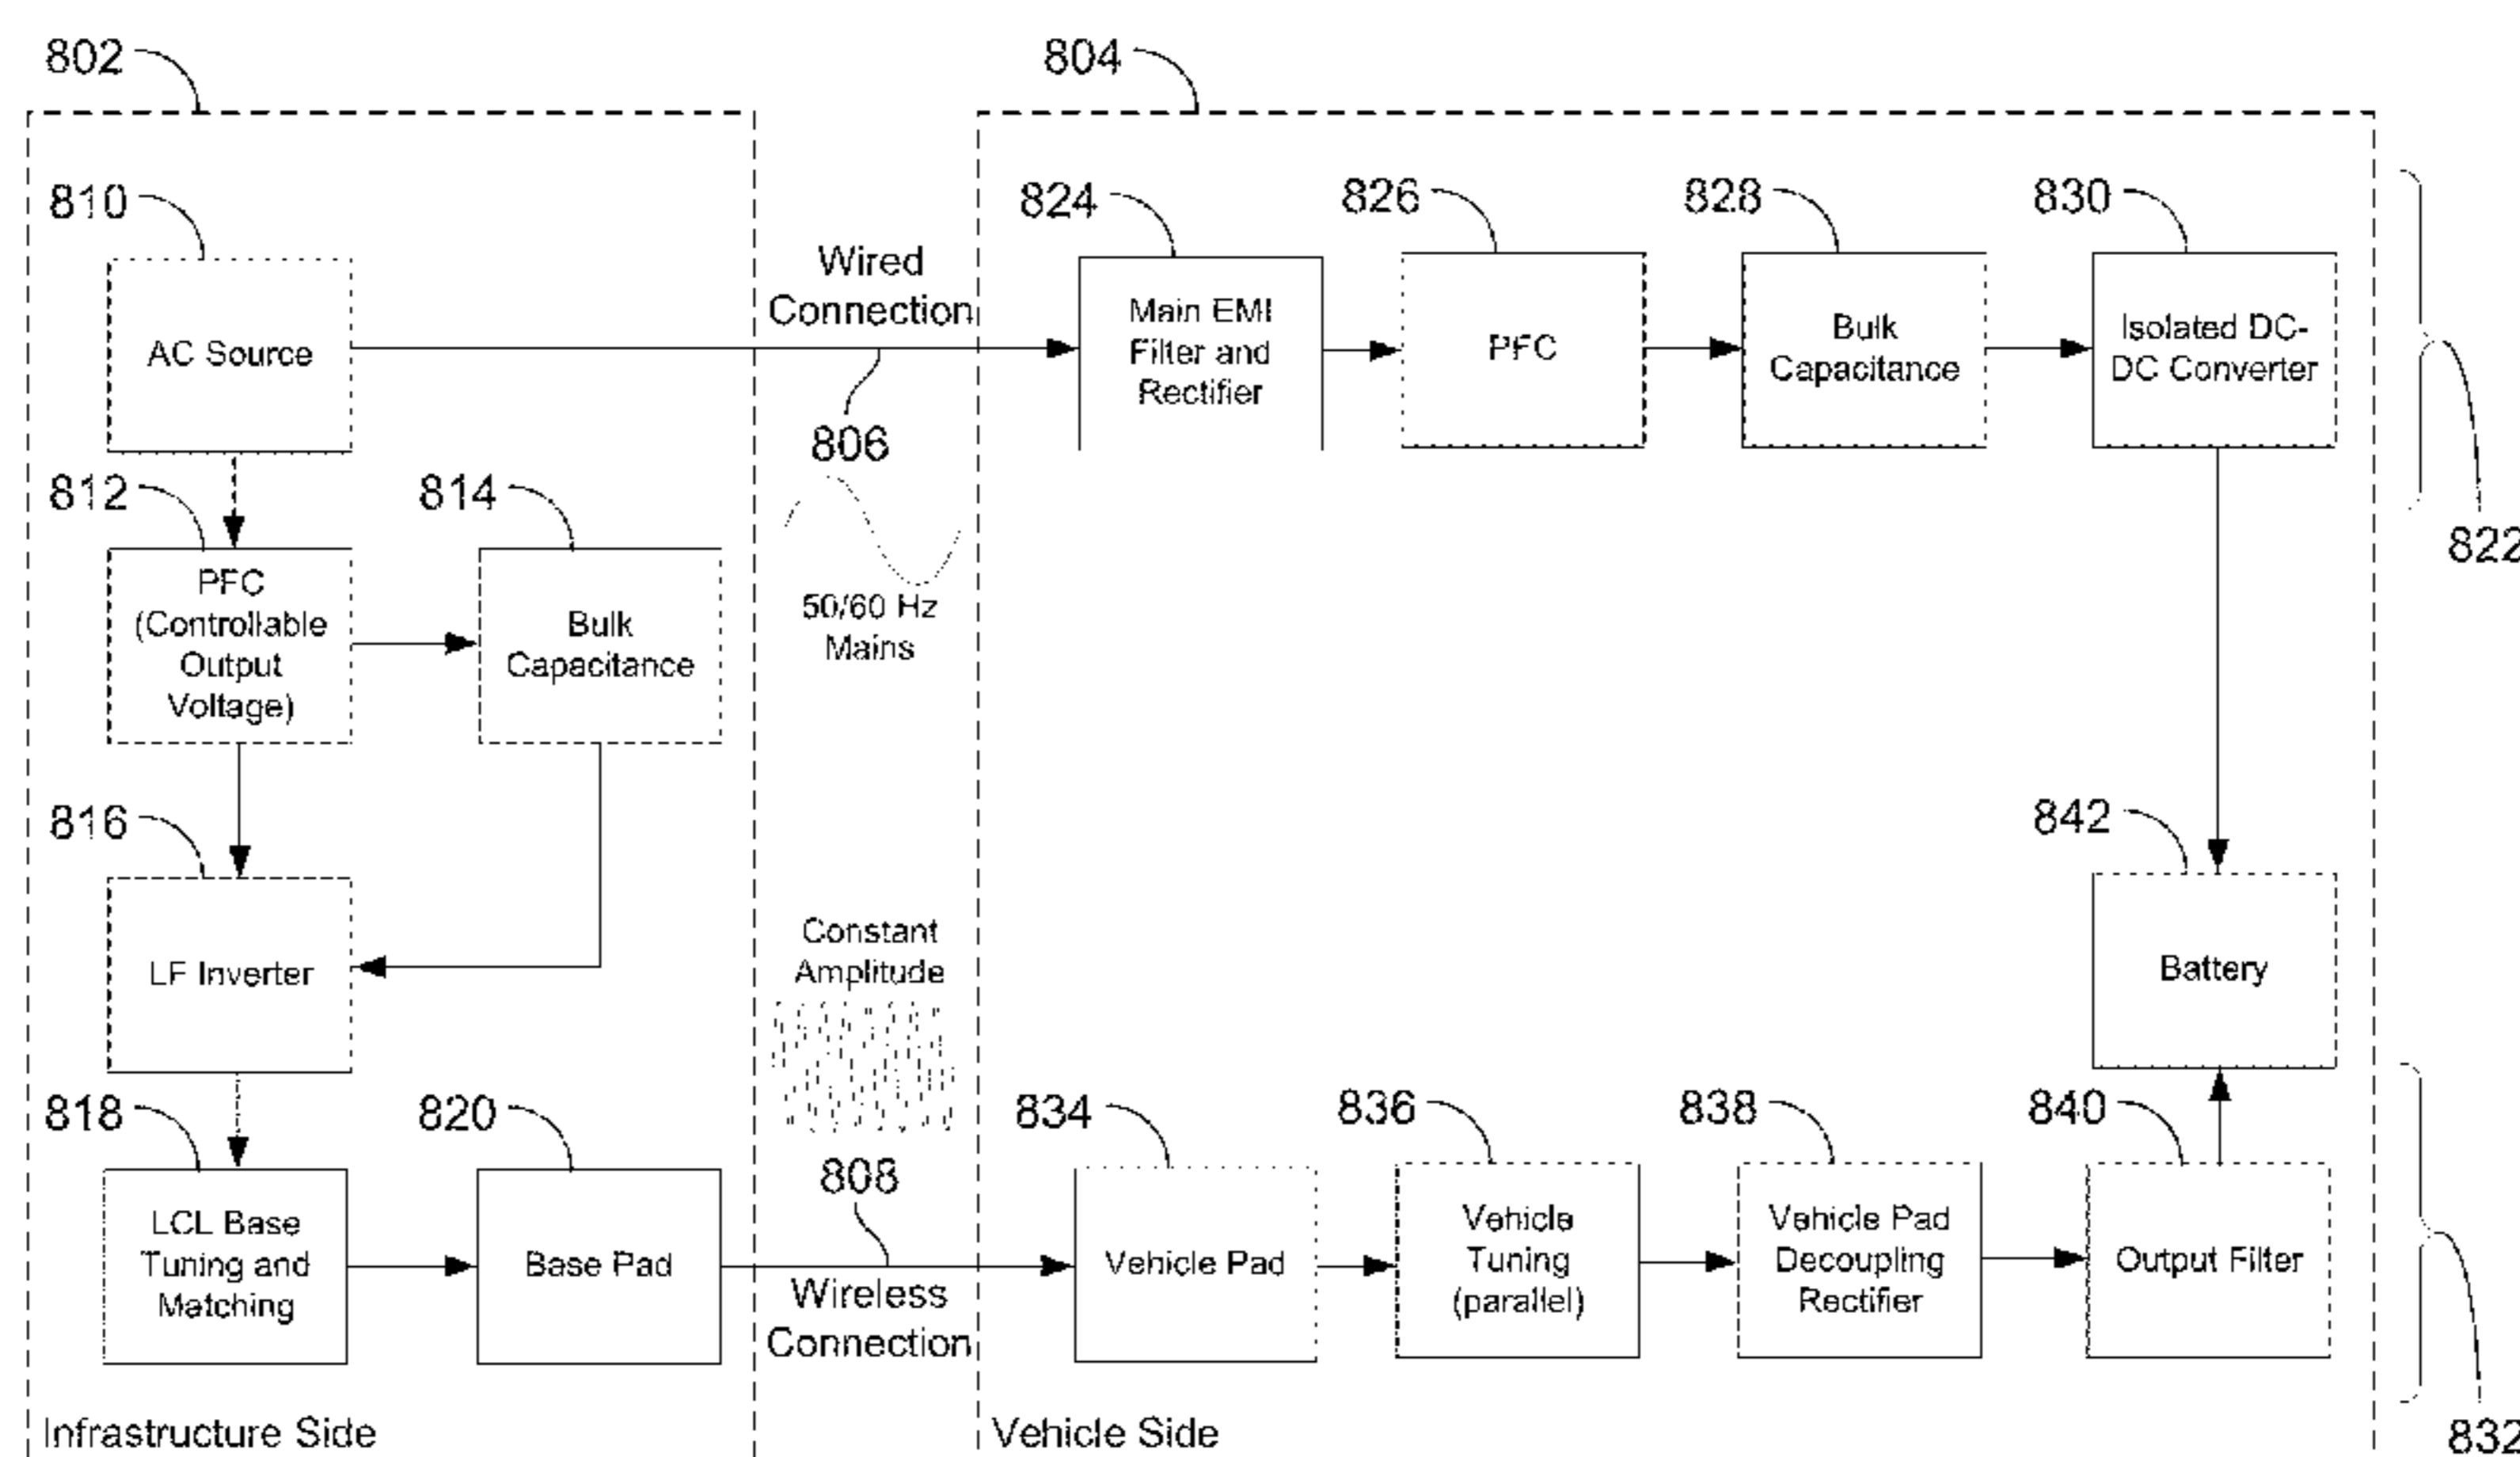 802
804
810
824
826
828
830
AC Source
Wired
Connection
806
Main EMI
Filter and
Rectifier
PFC
Bulk
Capacitance
Isolated DC-
DC Converter
822
812
814
PFC
(Controllable
Output
Voltage)
Bulk
Capacitance
50/60 Hz
Mains
816
LF Inverter
Constant
Amplitude
842
Battery
818
820
808
834
836
838
840
LCL Base
Tuning and
Matching
Base Pad
Wireless
Connection
Vehicle Pad
Vehicle
Tuning
(parallel)
Vehicle Pad
Decoupling
Rectifier
Output Filter
832
Infrastructure Side
Vehicle Side